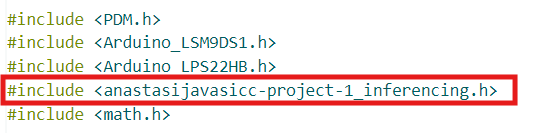 #include <PDM.h>
#include <Arduino_LSM9DS1.h>
#include <Arduino_LPS22HB.h>
#include <anastasijavasicc-project-1_inferencing.h>
#include <math.h>